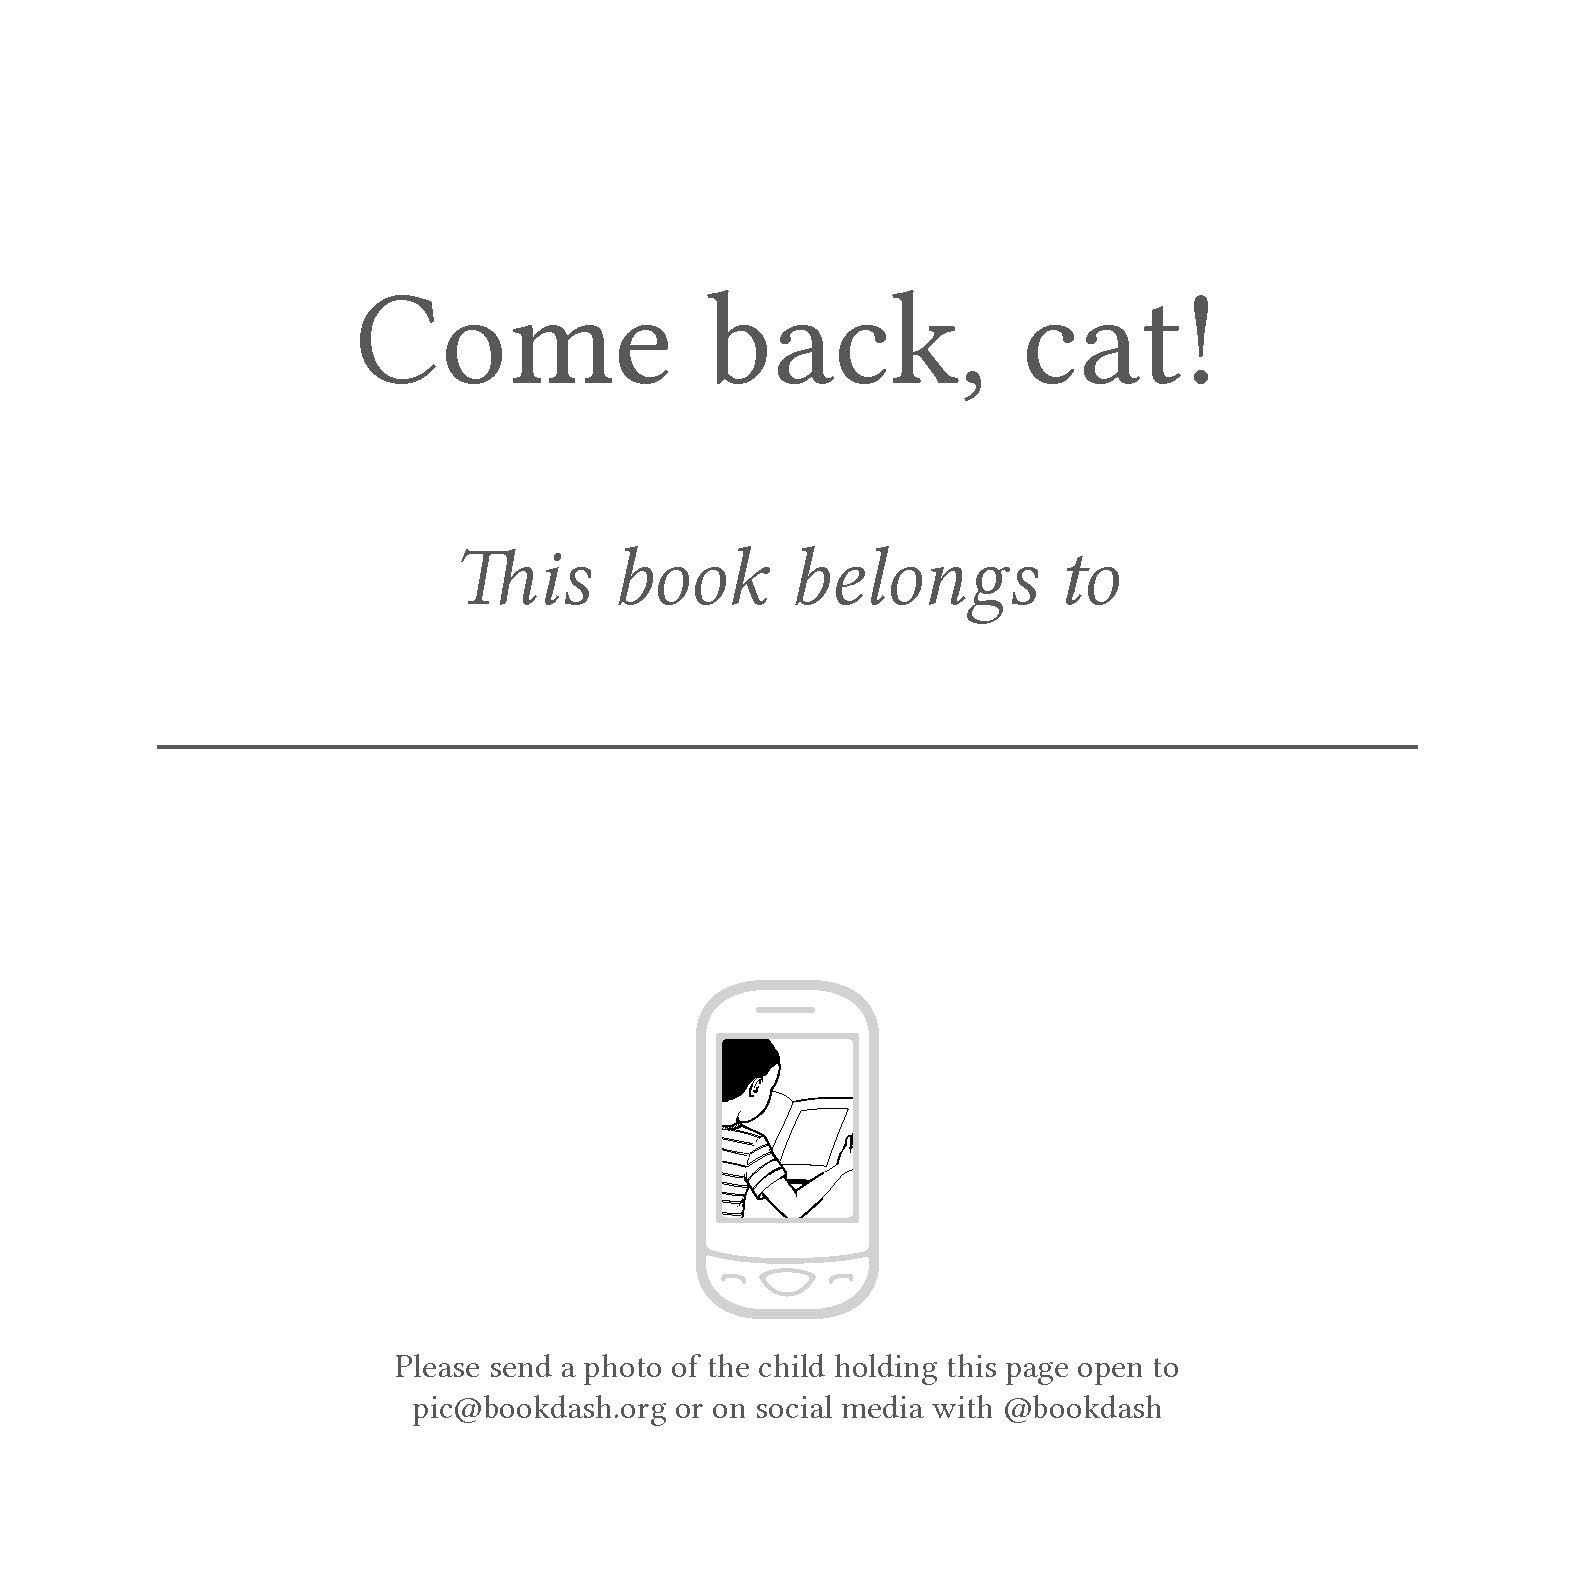 Come back, cat!
This book belongs to
Please send a photo of the child holding this page open to
pic@bookdash.org or on social media with @bookdash